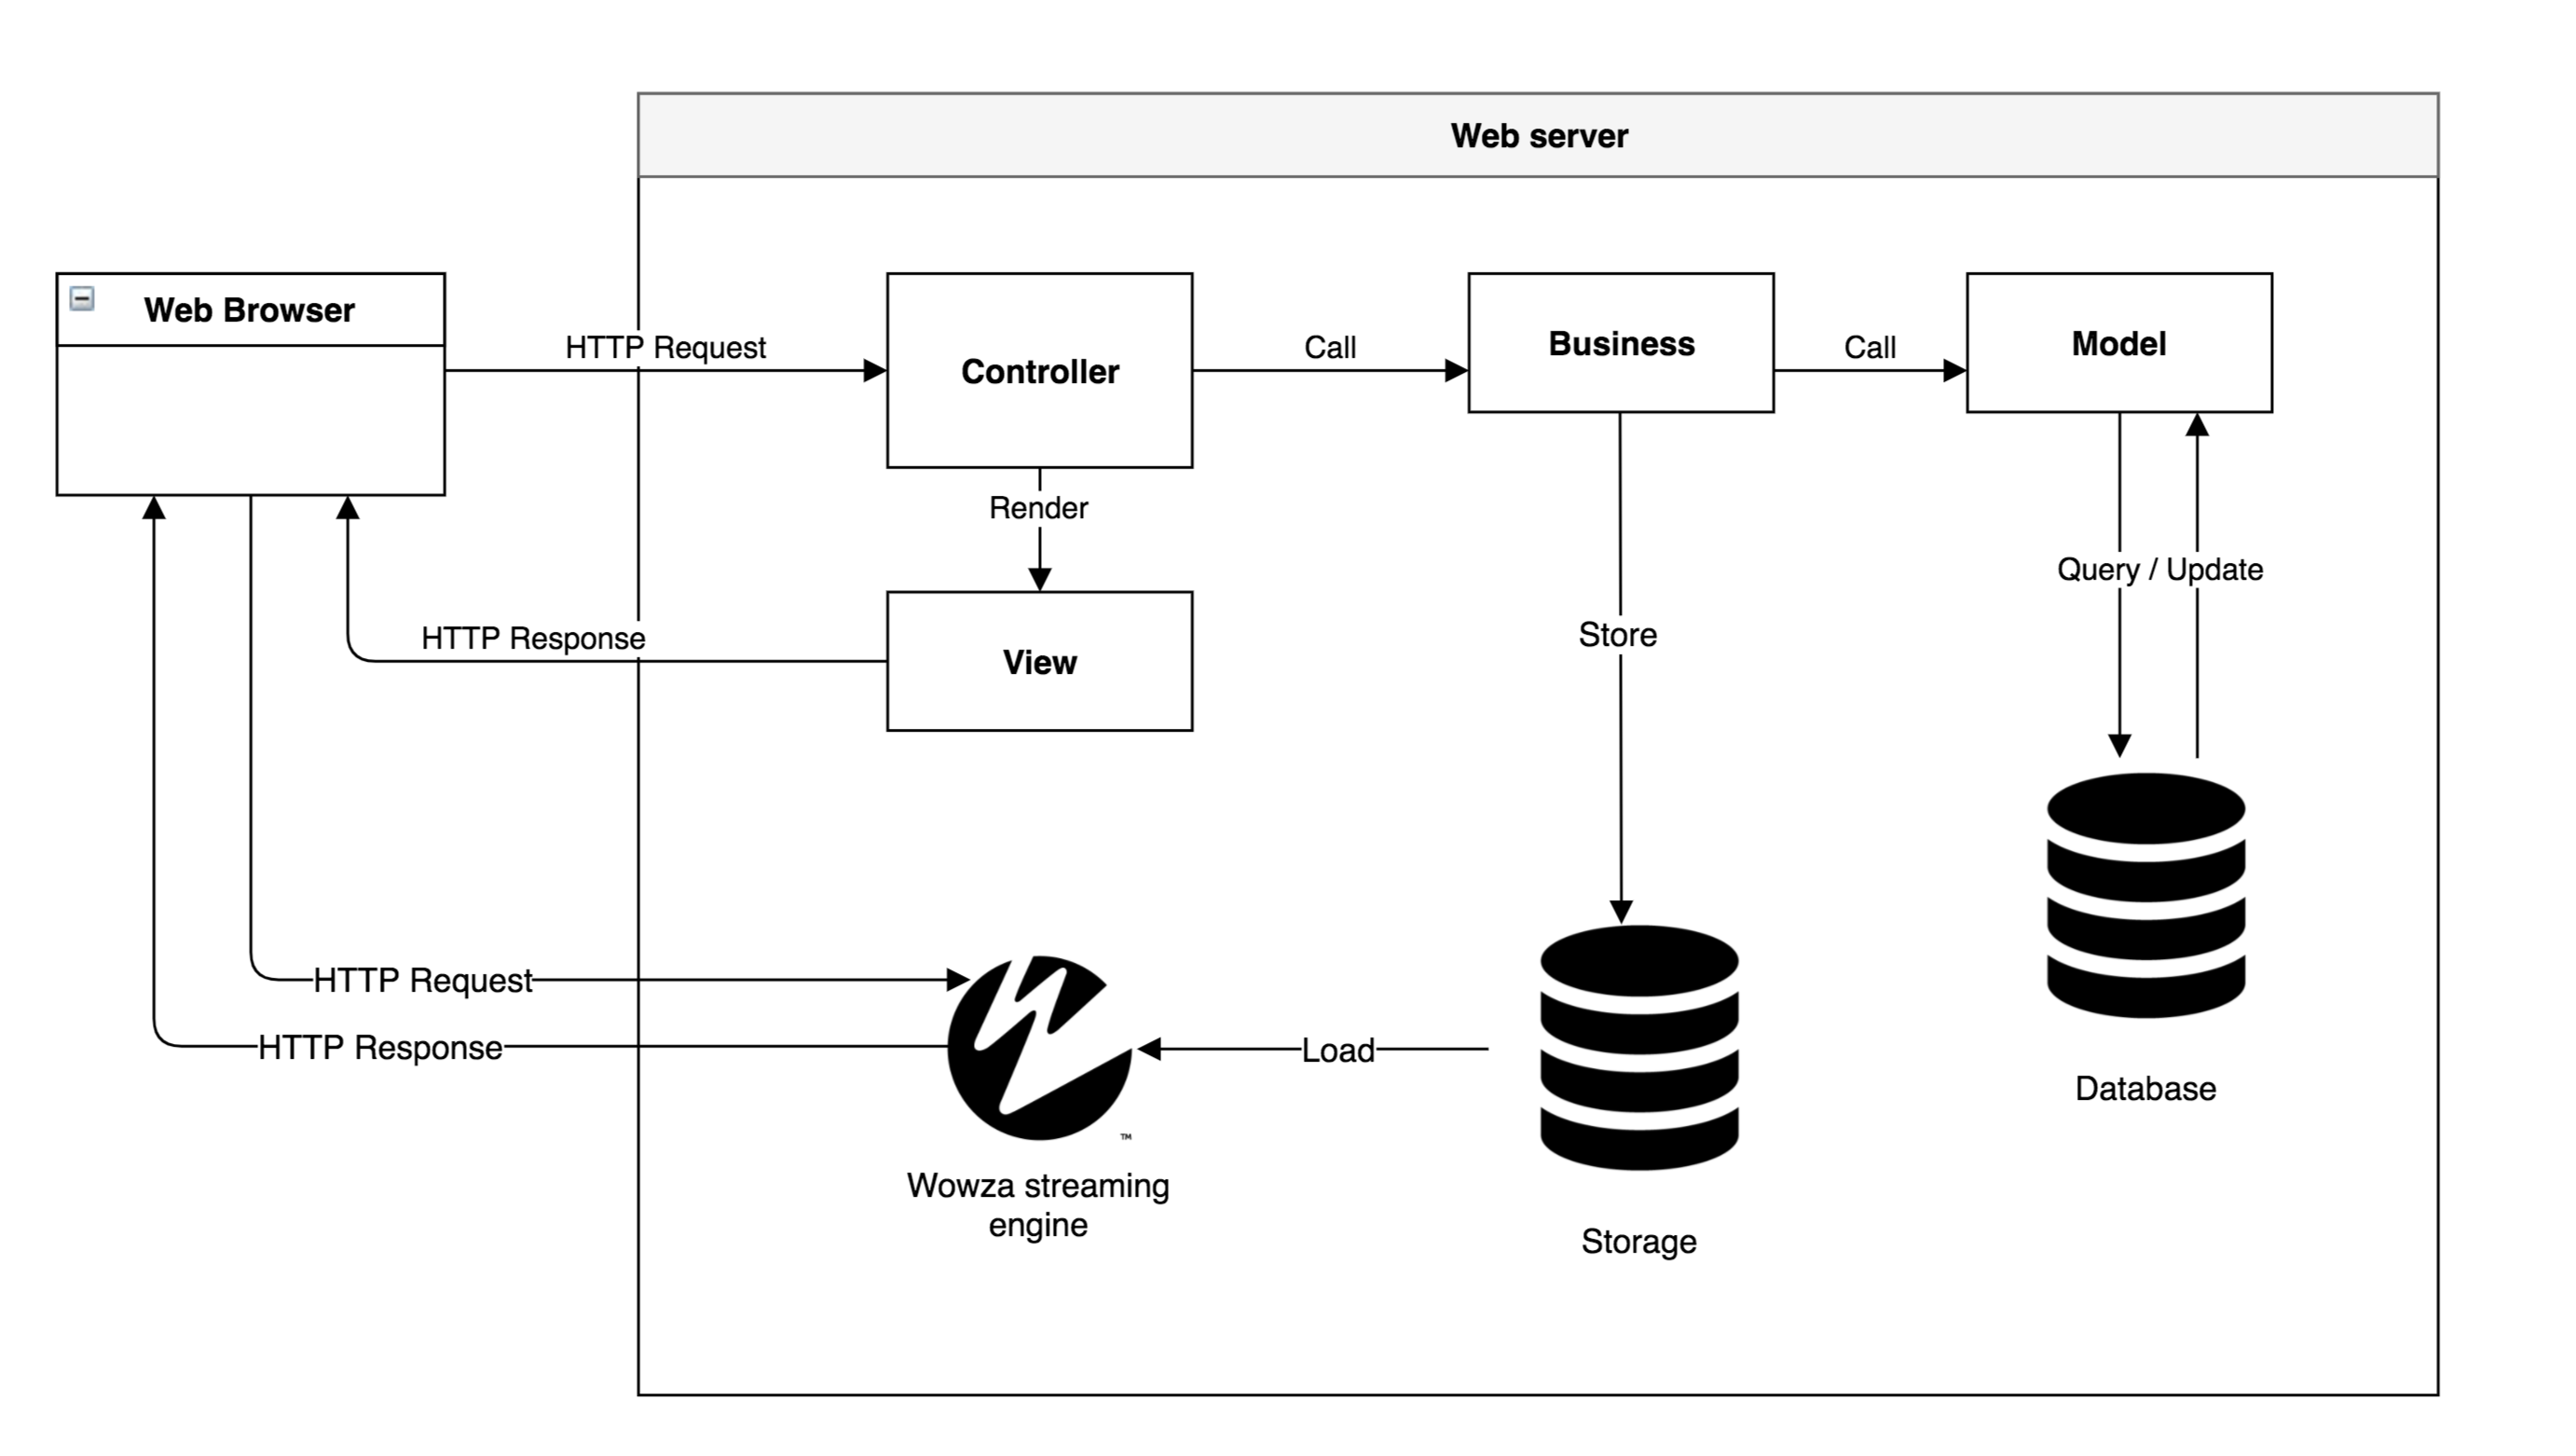 Web server
Web Browser
HTTP Request
Controller
Call
Business
Call
Model
Render
Query / Update
HTTP Response
Store
View
HTTP Request
HTTP Response
Load
TM
Wowza streaming
engine
Storage
Database